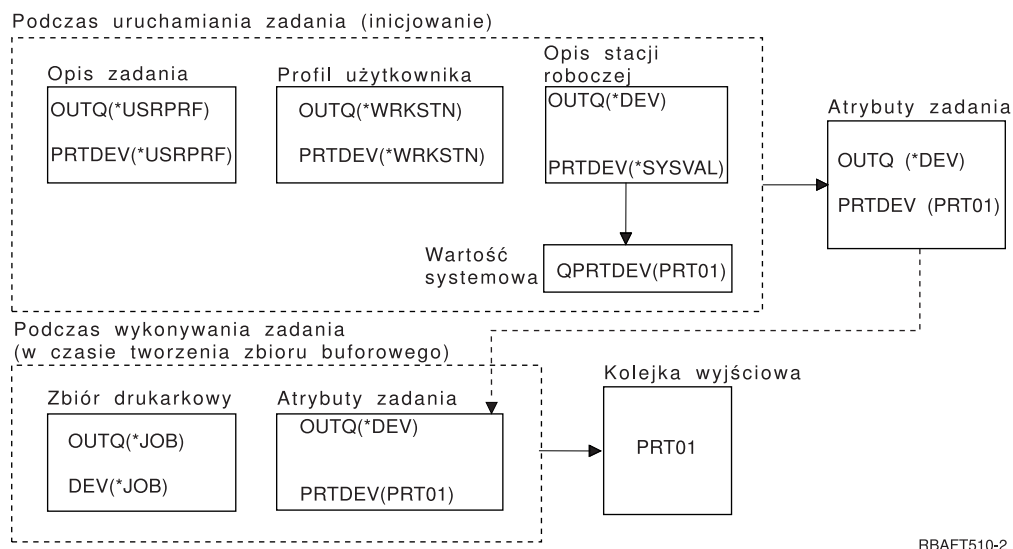 Podczas uruchamiania zadania (inicjowanie)
Opis zadania
OUTQ(*USRPRF)
PRTDEV(*USRPRF)
Profil użytkownika
OUTQ(*WRKSTN)
PRTDEV(*WRKSTN)
Opis stacji
roboczej
OUTQ(*DEV)
PRTDEV(*SYSVAL)
Wartość
systemowa
QPRTDEV(PRT01)
Atrybuty zadania
OUTQ (*DEV)
PRTDEV (PRT01)
Podczas wykonywania zadania
(w czasie tworzenia zbioru buforowego)
Zbiór drukarkowy
OUTQ(*JOB)
DEV(*JOB)
Atrybuty zadania
OUTQ(*DEV)
PRTDEV(PRT01)
Kolejka wyjściowa
PRT01
RBAFT510-2